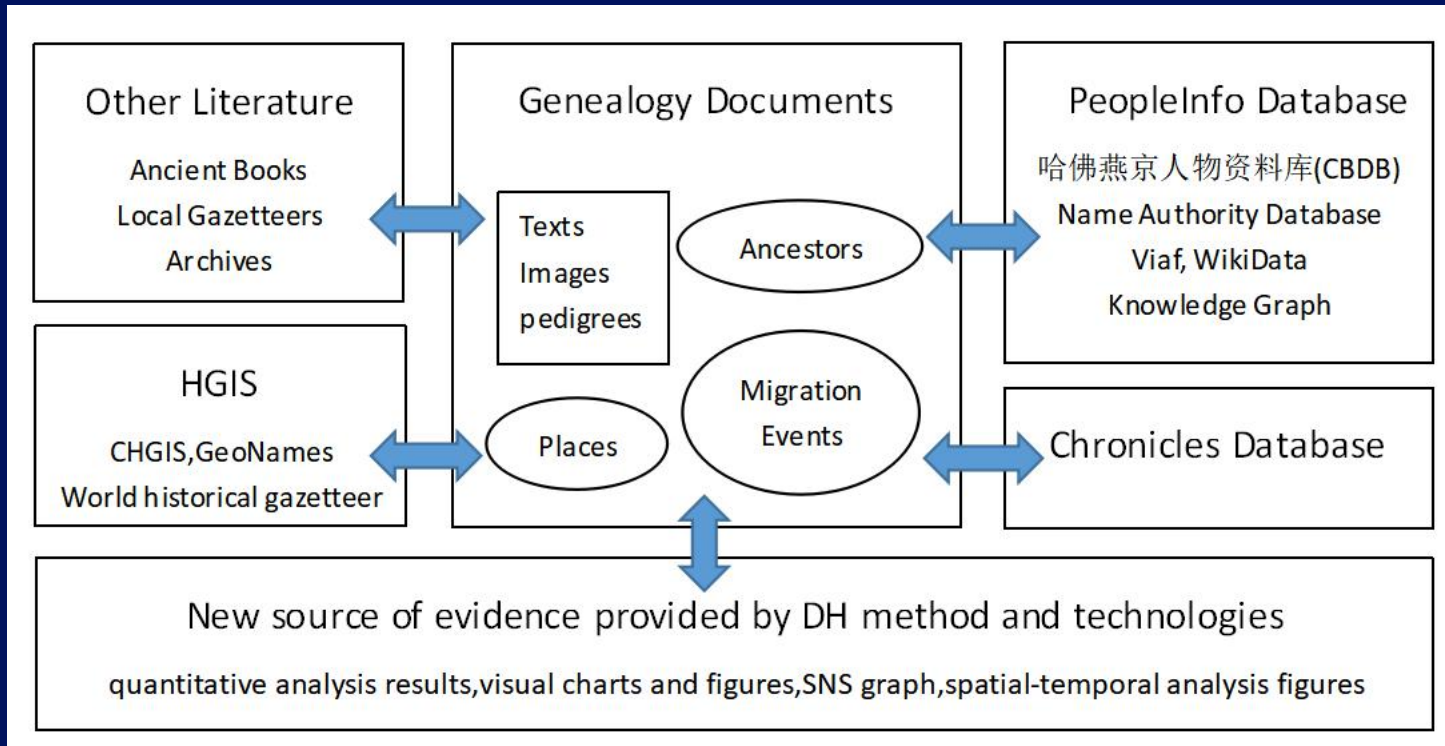 Other Literature
Ancient Books
Local Gazetteers
Archives
HGIS
CHGIS,GeoNames
World historical gazetteer
Genealogy Documents
Texts
Images
pedigrees
Ancestors
Places
Migration
Events
PeopleInfo Database
哈佛燕京人物资料库(CBDB)
Name Authority Database
Viaf, WikiData
Knowledge Graph
Chronicles Database
New source of evidence provided by DH method and technologies
quantitative analysis results,visual charts and figures,SNS graph,spatial-temporal analysis figures